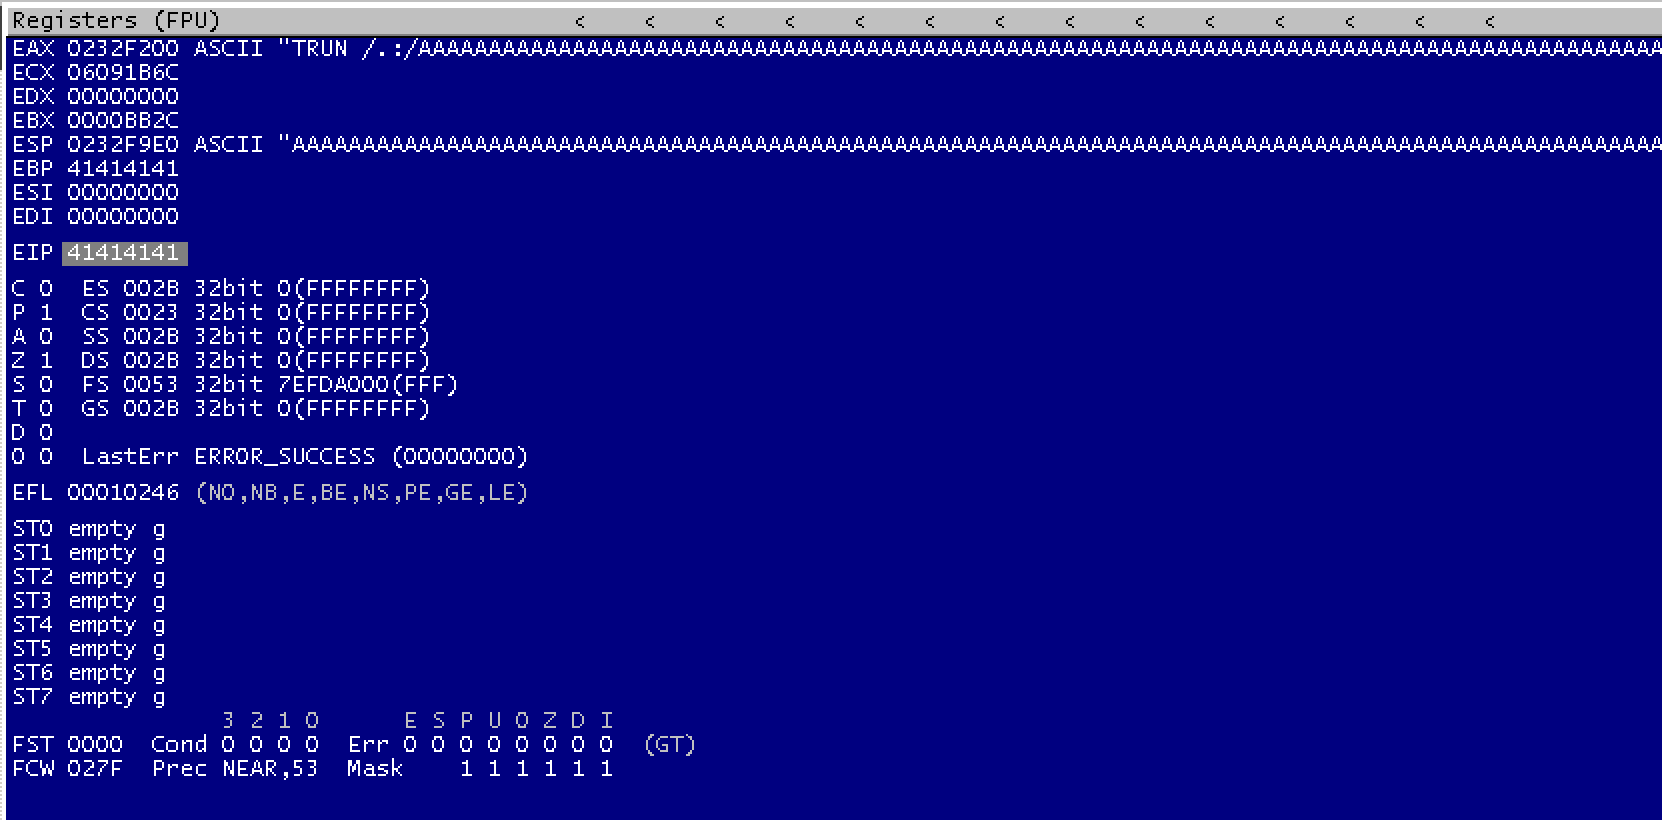 Registers (FPU) < < < < < < < < < < < < < <
EAX 0232F200 ASCII "TRUN /.:/AAAAAAAAAAAAAAAAAAAAAAAAAAAAAAAAAAAAAAAAAAAAAAAAAAAAAAAAAAAAAAAAAAAAAAAAAAAAAAAAAAAAAAAAA
ECX 06091B6C
EDX 00000000
EBX 0000BB2C
ESP 0232F9E0 ASCII "AAAAAAAAAAAAAAAAAAAAAAAAAAAAAAAAAAAAAAAAAAAAAAAAAAAAAAAAAAAAAAAAAAAAAAAAAAAAAAAAAAAAAAAAAAAAAAAAAA
EBP 41414141
ESI 00000000
EDI 00000000
EIP 41414141
C 0 ES 002B 32bit 0(FFFFFFFF)
P 1 CS 0023 32bit 0(FFFFFFFF)
A 0 SS 002B 32bit 0(FFFFFFFF)
Z 1 DS 002B 32bit 0(FFFFFFFF)
S 0 FS 0053 32bit 7EFDA000(FFF)
T 0 GS 002B 32bit 0(FFFFFFFF)
D 0
O 0 LastErr ERROR_SUCCESS (00000000)
EFL 00010246 (NO,NB,E,BE,NS,PE,GE,LE)
ST0 empty g
ST1 empty g
ST2 empty g
ST3 empty g
ST4 empty g
ST5 empty g
ST6 empty g
ST7 empty g
3 2 1 0 E S P U O Z D I
FST 0000 Cond 0 0 0 0 Err 0 0 0 0 0 0 0 0 (GT)
FCW 027F Prec NEAR,53 Mask 1 1 1 1 1 1